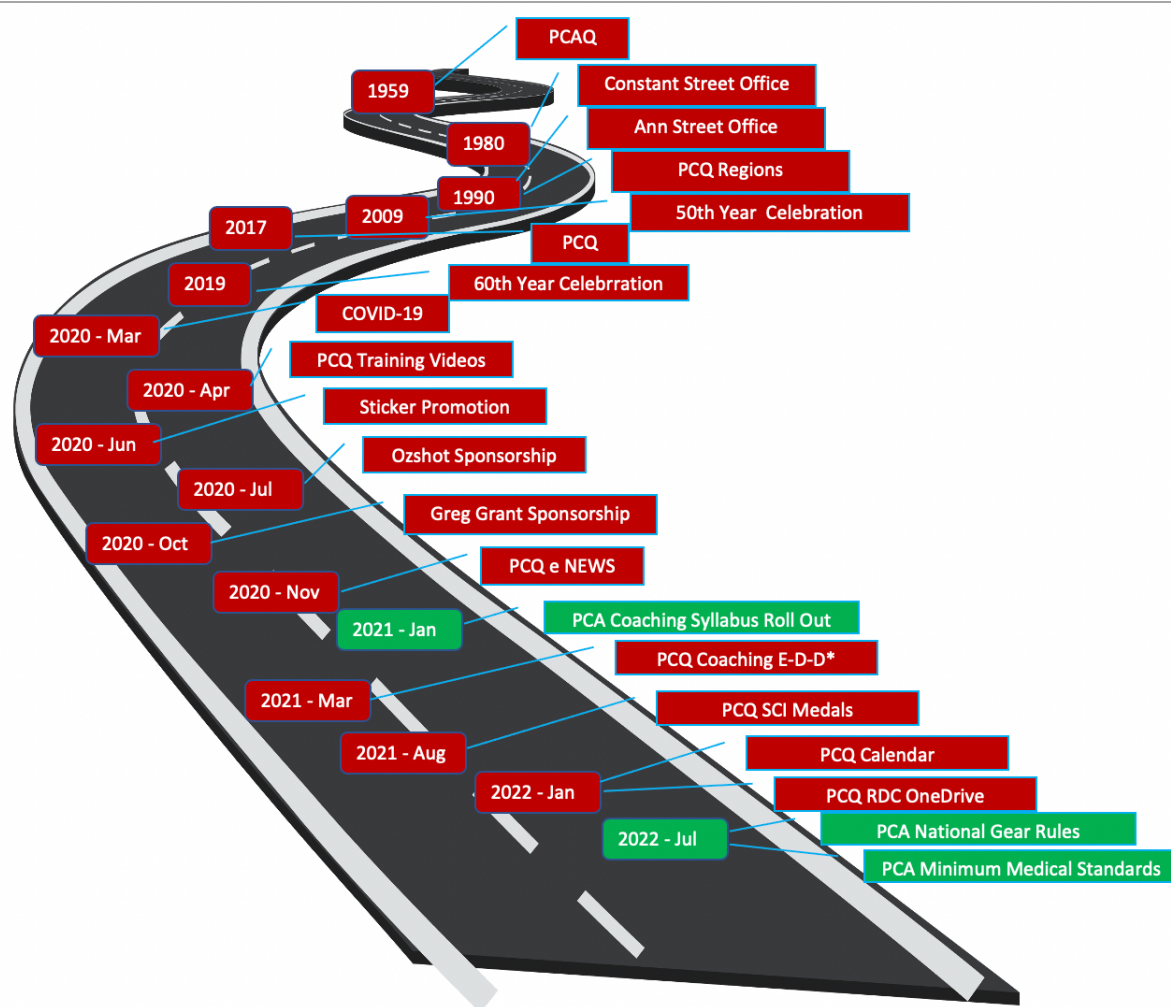 PCAQ
1959
Constant Street Office
Ann Street Office
1980
PCQ Regions
1990
50th Year Celebration
2009
2017
PCQ
2019
60th Year Celebrration
COVID-19
2020 - Mar
PCQ Training Videos
2020 - Apr
Sticker Promotion
2020 - Jun
Ozshot Sponsorship
2020 - Jul
Greg Grant Sponsorship
2020 - Oct
PCQ e NEWS
2020 - Nov
PCA Coaching Syllabus Roll Out
2021 - Jan
PCQ Coaching E-D-D*
2021 - Mar
PCQ SCI Medals
2021 - Aug
PCQ Calendar
2022 - Jan
PCQ RDC OneDrive
2022 - Jul
PCA National Gear Rules
PCA Minimum Medical Standards